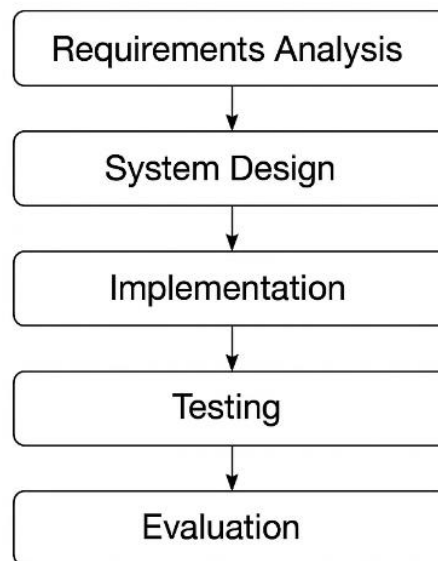 Requirements Analysis
System Design
Implementation
Testing
Evaluation